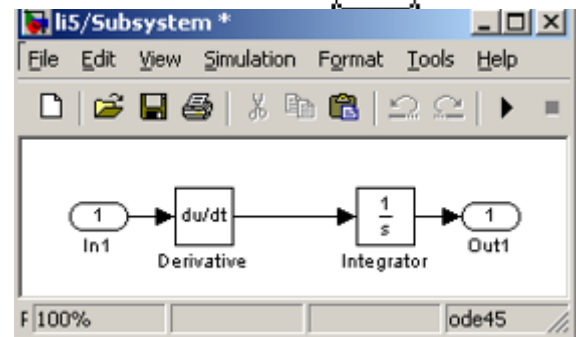 li5/Subsystem *
File Edit View Simulation Format Tools Help
1 du/dt 1 1
s
In1 Derivative Integrator Out1
F 100% ode45